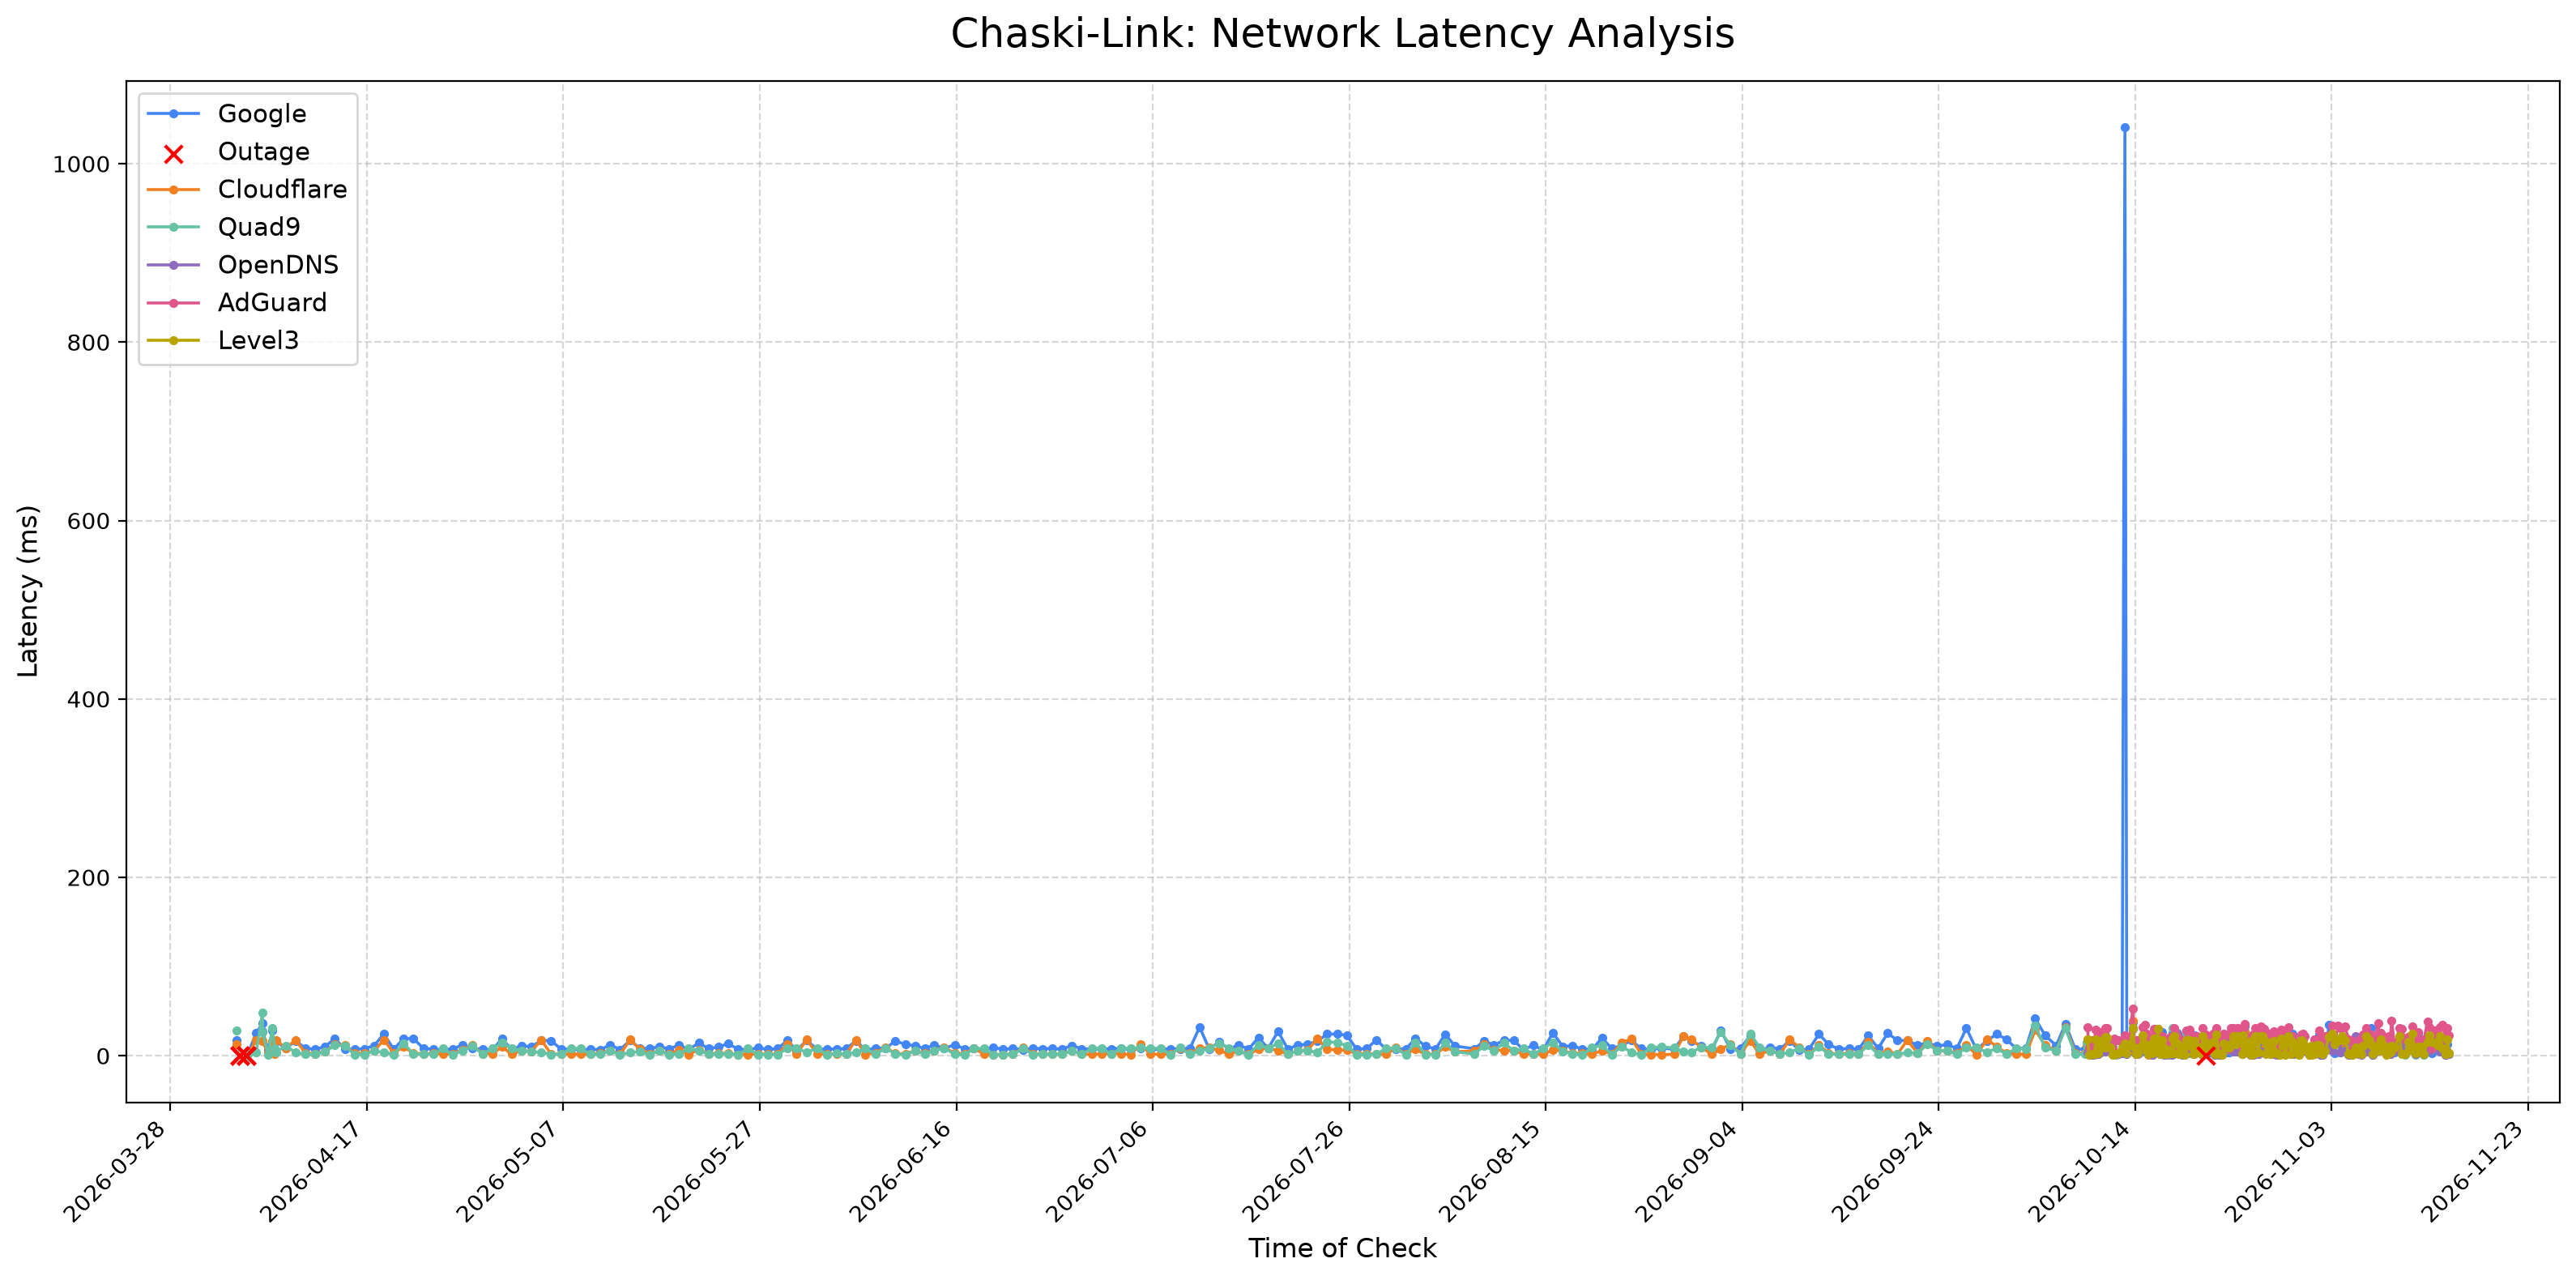 Chaski-Link: Network Latency Analysis
Google
Outage
Cloudflare
Quad9
OpenDNS
AdGuard
Level3
Latency (ms)
1000
800
600
400
200
0
2026-03-28
2026-04-17
2026-05-07
2026-05-27
2026-06-16
2026-07-06
2026-07-26
2026-08-15
2026-09-04
2026-09-24
2026-10-14
2026-11-03
2026-11-23
Time of Check